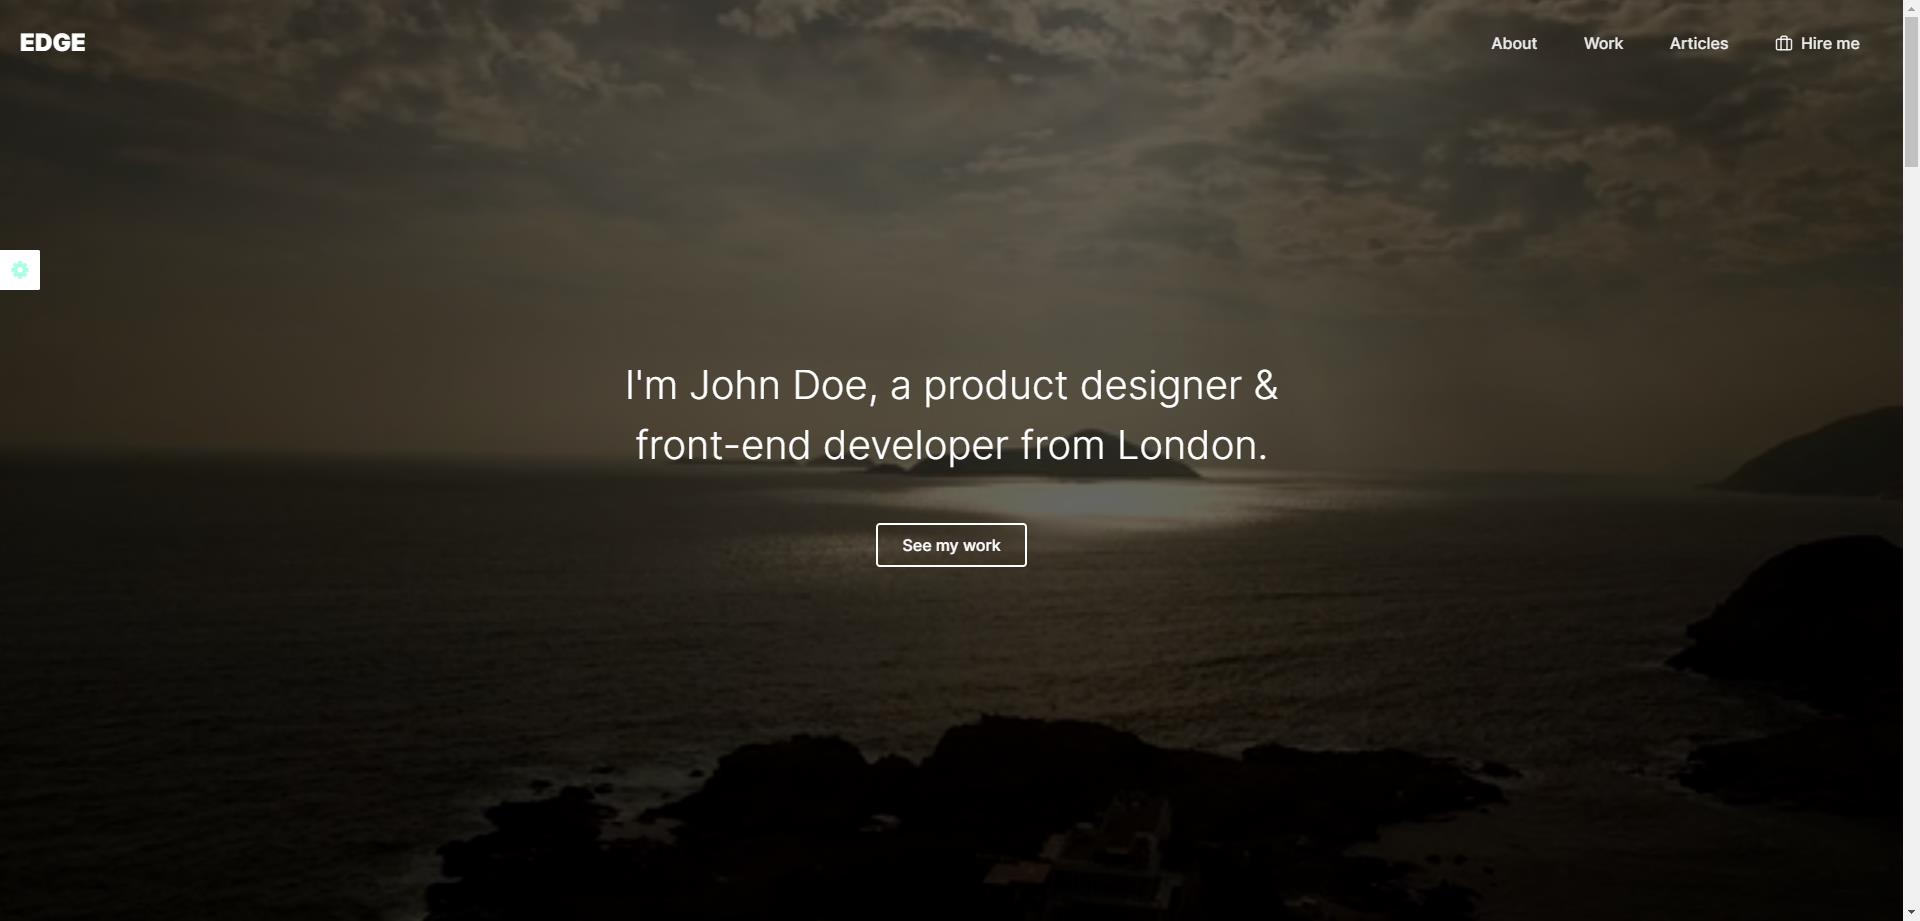 EDGE
About
Work
Articles
Hire me
I'm John Doe, a product designer &
front-end developer from London.
See my work